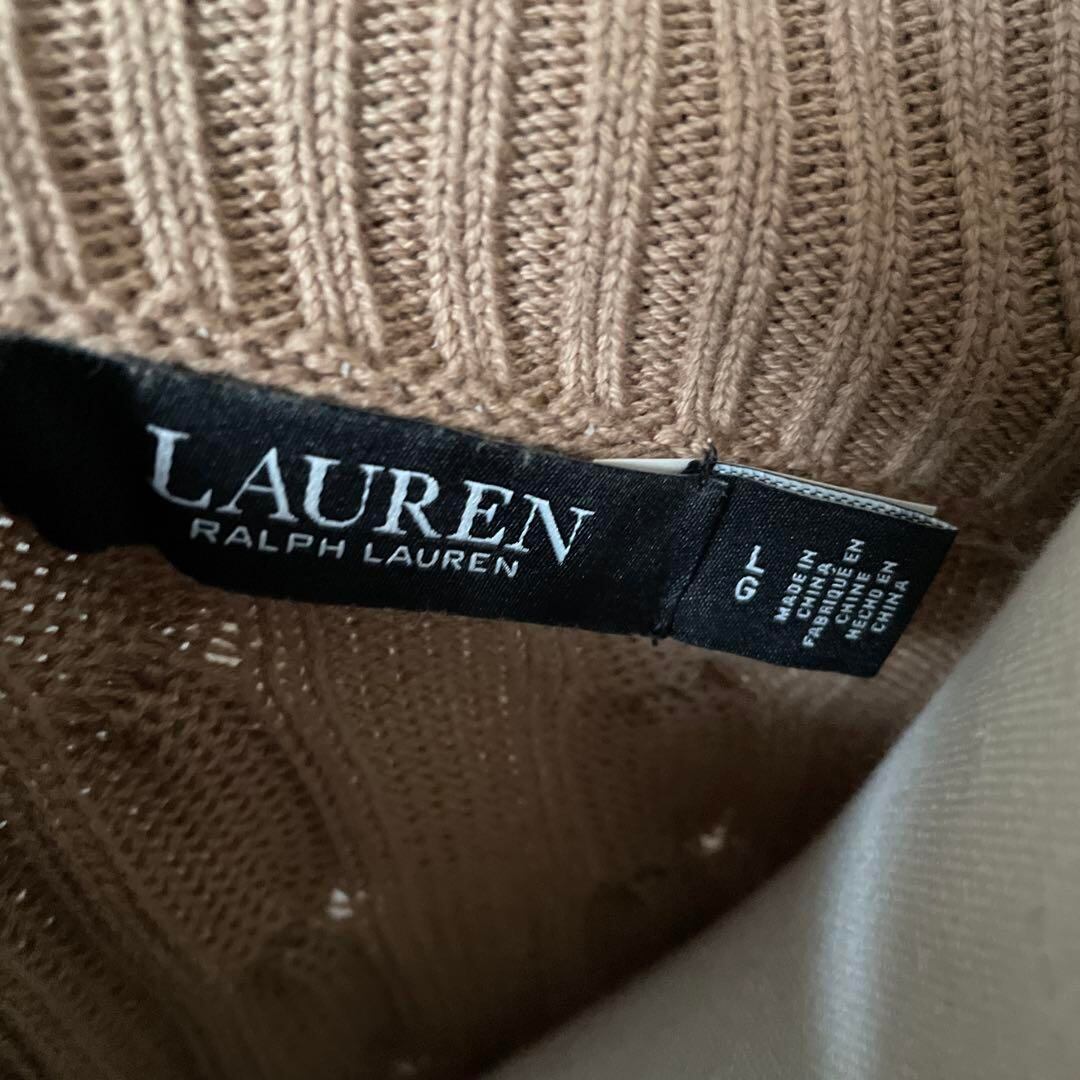 LAUREN
RALPH LAUREN
L
G
MADE IN
CHINA
FABRIQUE EN
CHINE
HECHO EN
CHINA